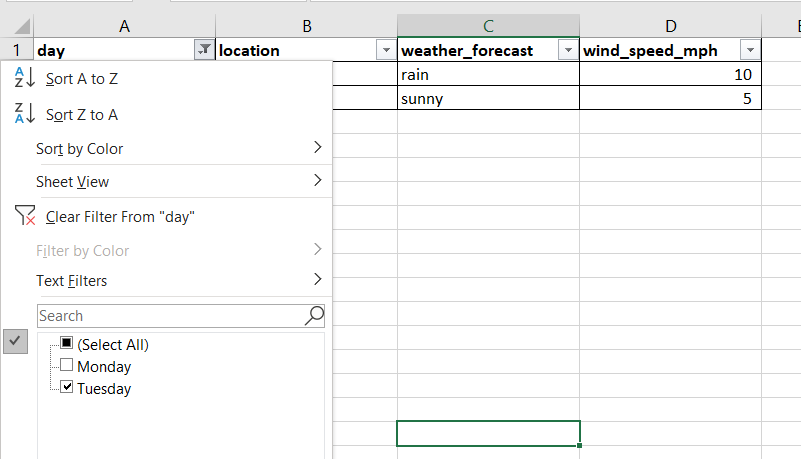 A B C D
1 day location weather_forecast wind_speed_mph
rain 10
sunny 5
Sort A to Z
Sort Z to A
Sort by Color
Sheet View
Clear Filter From "day"
Filter by Color
Text Filters
Search
(Select All)
Monday
Tuesday